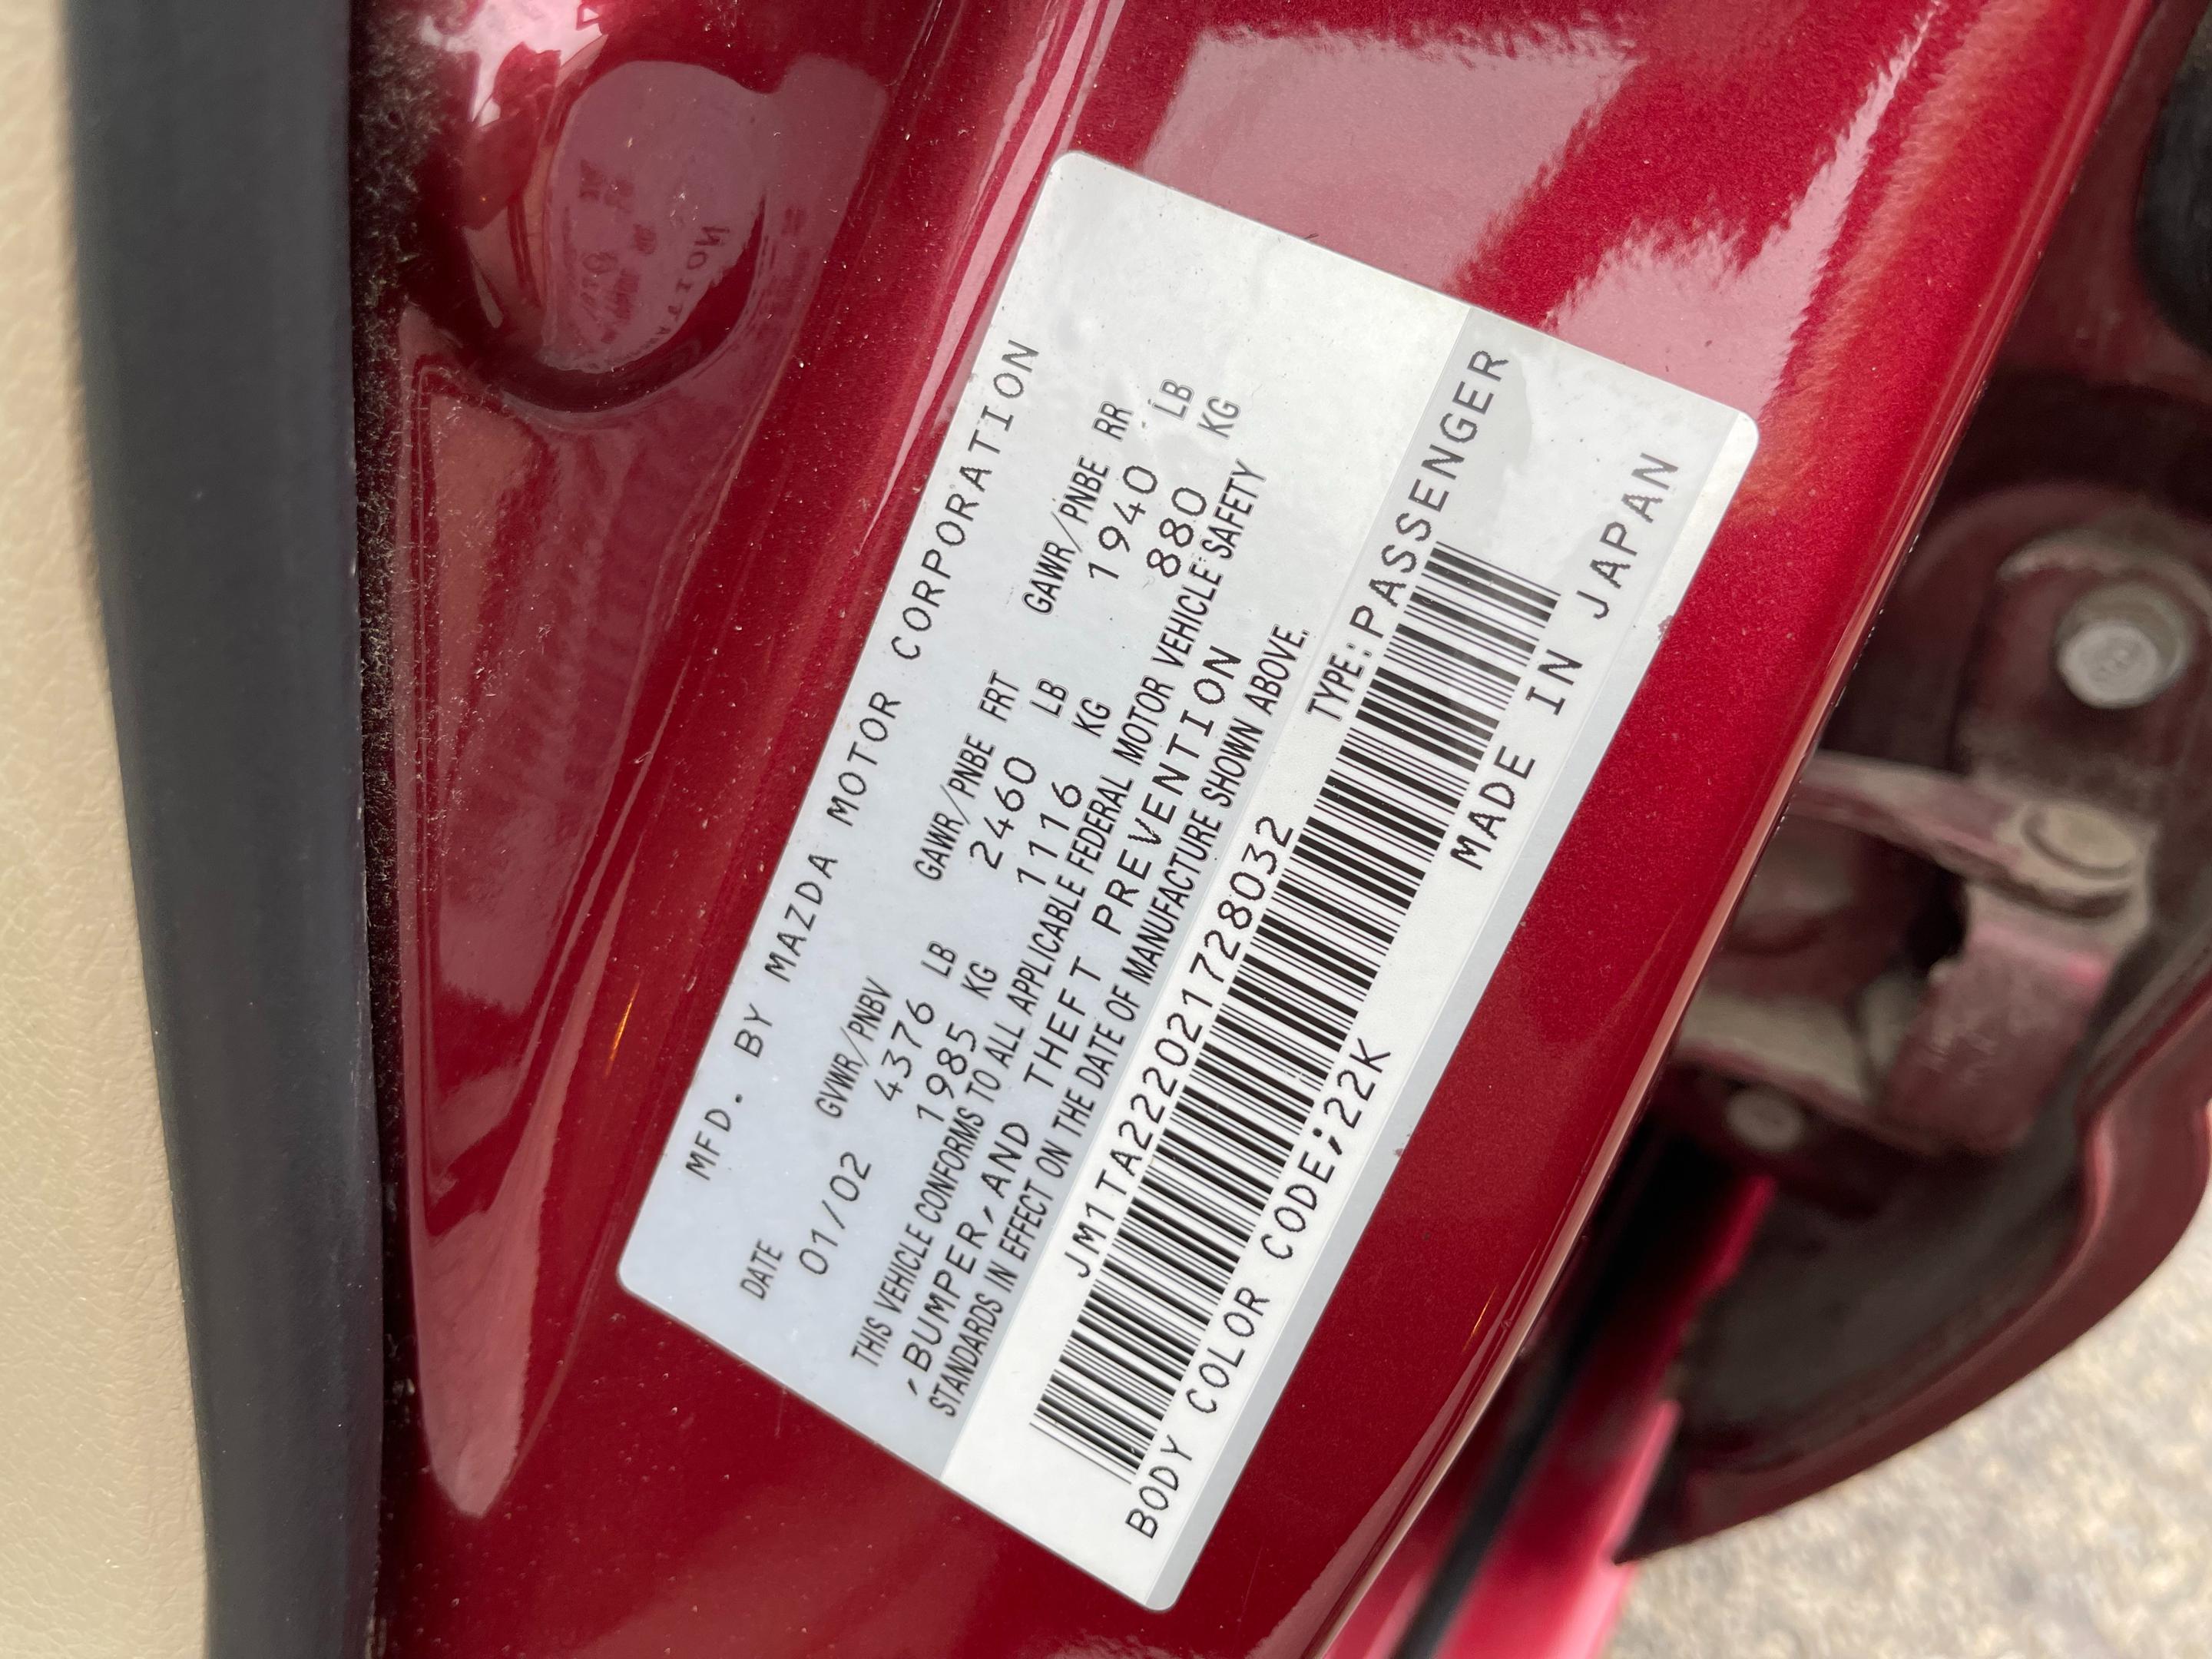 MFD. BY MAZDA MOTOR CORPORATION
DATE GVWR/PNBV GAWR/PNBE FRT GAWR/PNBE RR
01/02 4376 LB 2460 LB 1940 LB
1985 KG 1116 KG 880 KG
THIS VEHICLE CONFORMS TO ALL APPLICABLE FEDERAL MOTOR VEHICLE SAFETY
,BUMPER,AND THEFT PREVENTION
STANDARDS IN EFFECT ON THE DATE OF MANUFACTURE SHOWN ABOVE.
JM1TA222021728032 TYPE:PASSENGER
BODY COLOR CODE;22K MADE IN JAPAN